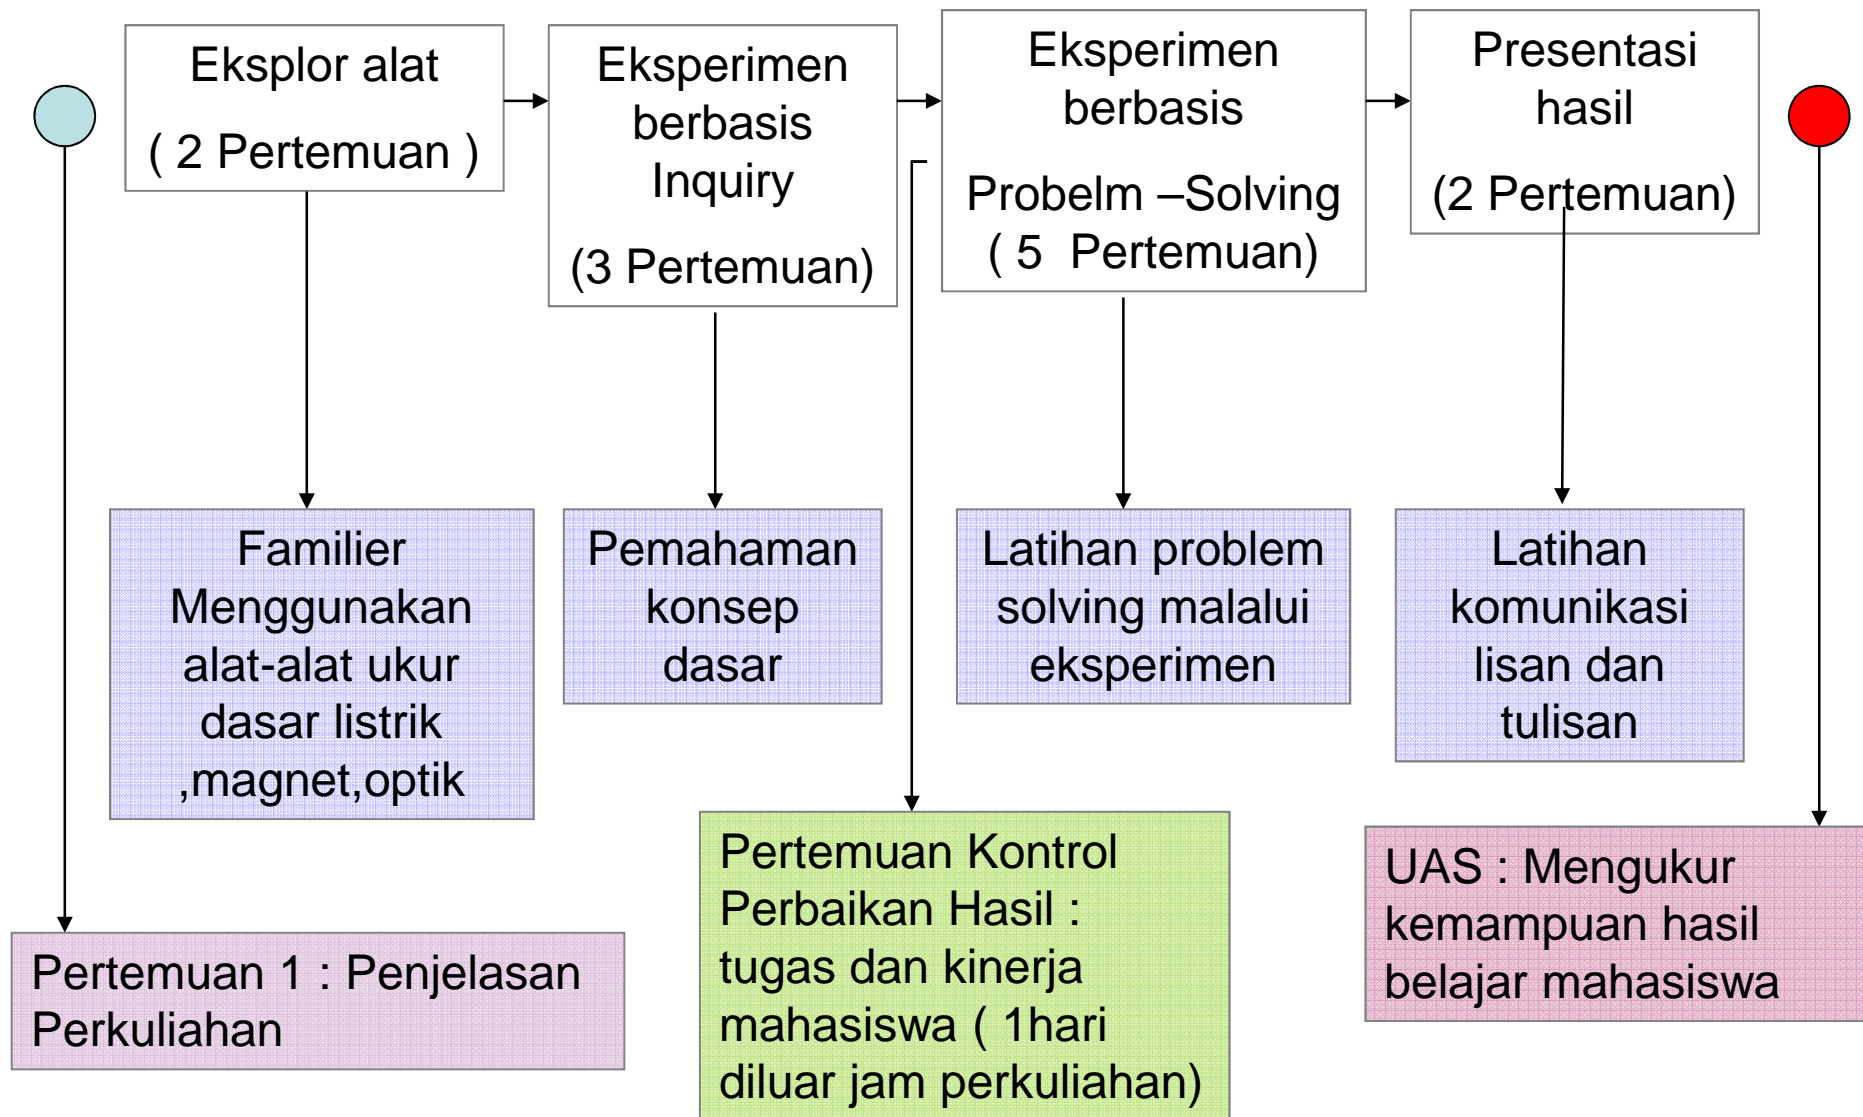 Eksplor alat
( 2 Pertemuan )
Eksperimen
berbasis
Inquiry
(3 Pertemuan)
Eksperimen
berbasis
Probelm –Solving
( 5 Pertemuan)
Presentasi
hasil
(2 Pertemuan)
Familier
Menggunakan
alat-alat ukur
dasar listrik
,magnet,optik
Pemahaman
konsep
dasar
Latihan problem
solving malalui
eksperimen
Latihan
komunikasi
lisan dan
tulisan
Pertemuan 1 : Penjelasan
Perkuliahan
Pertemuan Kontrol
Perbaikan Hasil :
tugas dan kinerja
mahasiswa ( 1hari
diluar jam perkuliahan)
UAS : Mengukur
kemampuan hasil
belajar mahasiswa